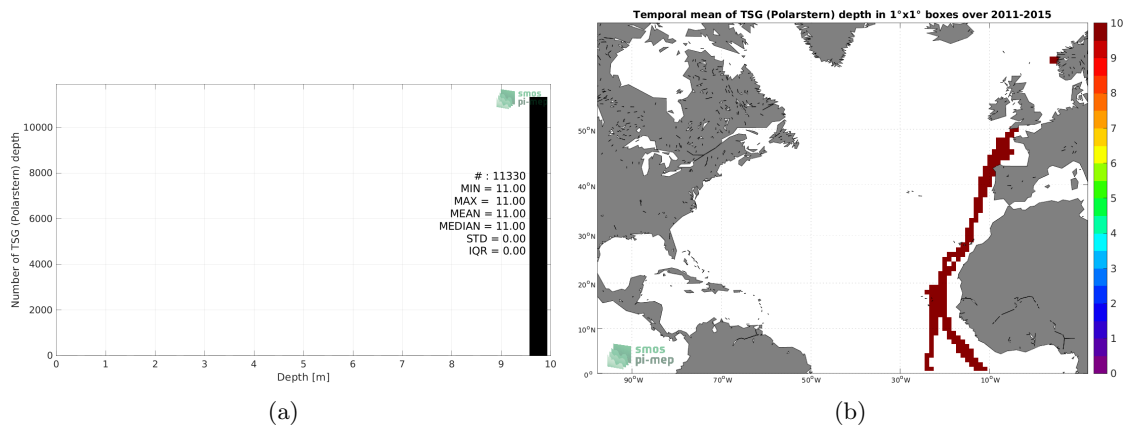 smos
pi-mep
Number of TSG (Polarstern) depth
10000
8000
6000
4000
2000
0
# : 11330
MIN = 11.00
MAX = 11.00
MEAN = 11.00
MEDIAN = 11.00
STD = 0.00
IQR = 0.00
0 1 2 3 4 5 6 7 8 9 10
Depth [m]
(a)
Temporal mean of TSG (Polarstern) depth in 1°x1° boxes over 2011-2015
50°N
40°N
30°N
20°N
10°N
0°
90°W 70°W 50°W 30°W 10°W
smos
pi-mep
10
9
8
7
6
5
4
3
2
1
0
(b)